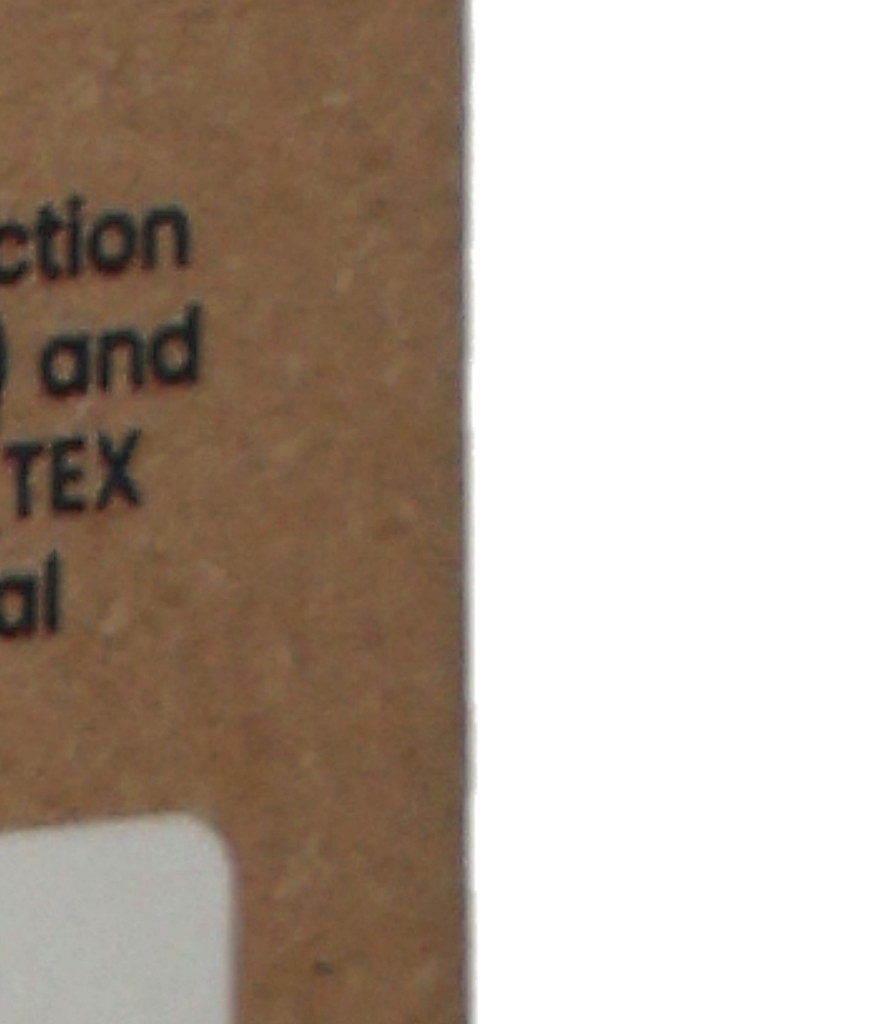 ction
) and
TEX
al